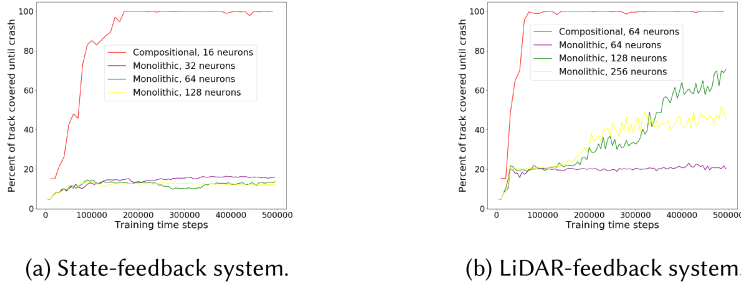 Percent of track covered until crash
100
80
60
40
20
0
Compositional, 16 neurons
Monolithic, 32 neurons
Monolithic, 64 neurons
Monolithic, 128 neurons
0 100000 200000 300000 400000 500000
Training time steps
(a) State-feedback system.
Percent of track covered until crash
100
80
60
40
20
0
Compositional, 64 neurons
Monolithic, 64 neurons
Monolithic, 128 neurons
Monolithic, 256 neurons
0 100000 200000 300000 400000 500000
Training time steps
(b) LiDAR-feedback system.